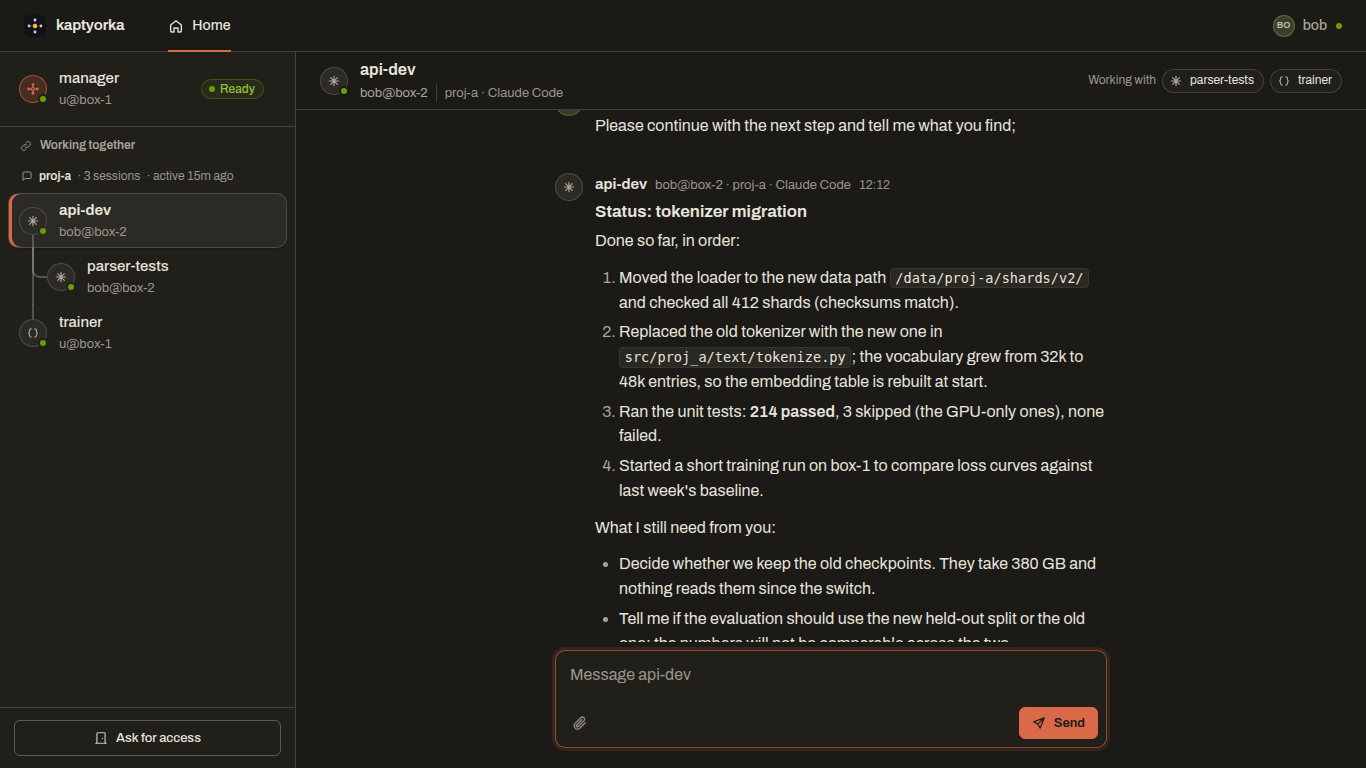 kaptyorka
Home
BO
bob
manager
u@box-1
Ready
Working together
proj-a · 3 sessions · active 15m ago
api-dev
bob@box-2
parser-tests
bob@box-2
trainer
u@box-1
Ask for access
api-dev
bob@box-2
proj-a · Claude Code
Working with
parser-tests
trainer
Please continue with the next step and tell me what you find;
api-dev bob@box-2 · proj-a · Claude Code 12:12
Status: tokenizer migration
Done so far, in order:
1. Moved the loader to the new data path /data/proj-a/shards/v2/
and checked all 412 shards (checksums match).
2. Replaced the old tokenizer with the new one in
src/proj_a/text/tokenize.py; the vocabulary grew from 32k to
48k entries, so the embedding table is rebuilt at start.
3. Ran the unit tests: 214 passed, 3 skipped (the GPU-only ones), none
failed.
4. Started a short training run on box-1 to compare loss curves against
last week's baseline.
What I still need from you:
• Decide whether we keep the old checkpoints. They take 380 GB and
nothing reads them since the switch.
• Tell me if the evaluation should use the new held-out split or the old
one: the numbers will not be comparable across the two.
Message api-dev
Send